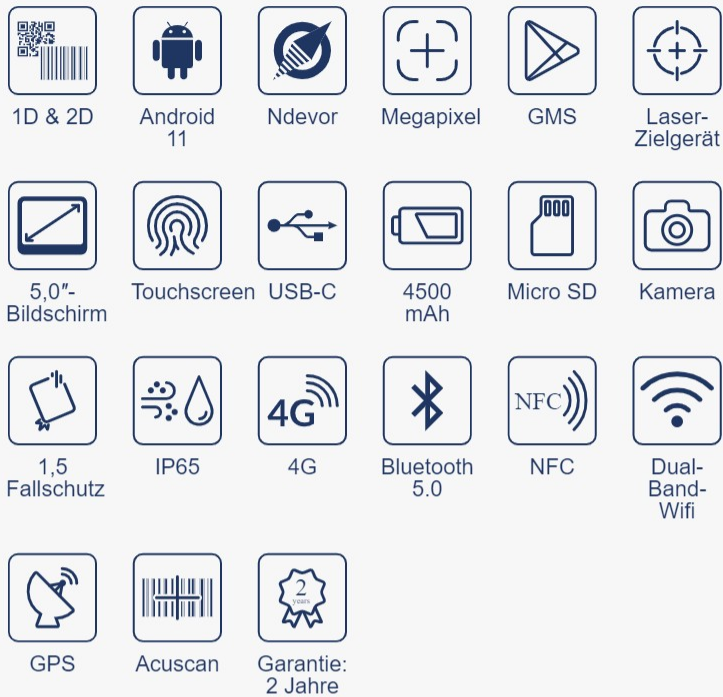 1D & 2D
Android
11
Ndevor
Megapixel
GMS
Laser-
Zielgerät
5,0″-
Bildschirm
Touchscreen
USB-C
4500
mAh
Micro SD
Kamera
1,5
Fallschutz
IP65
4G
4G
Bluetooth
5.0
NFC
NFC
Dual-
Band-
Wifi
GPS
Acuscan
2
years
Garantie:
2 Jahre